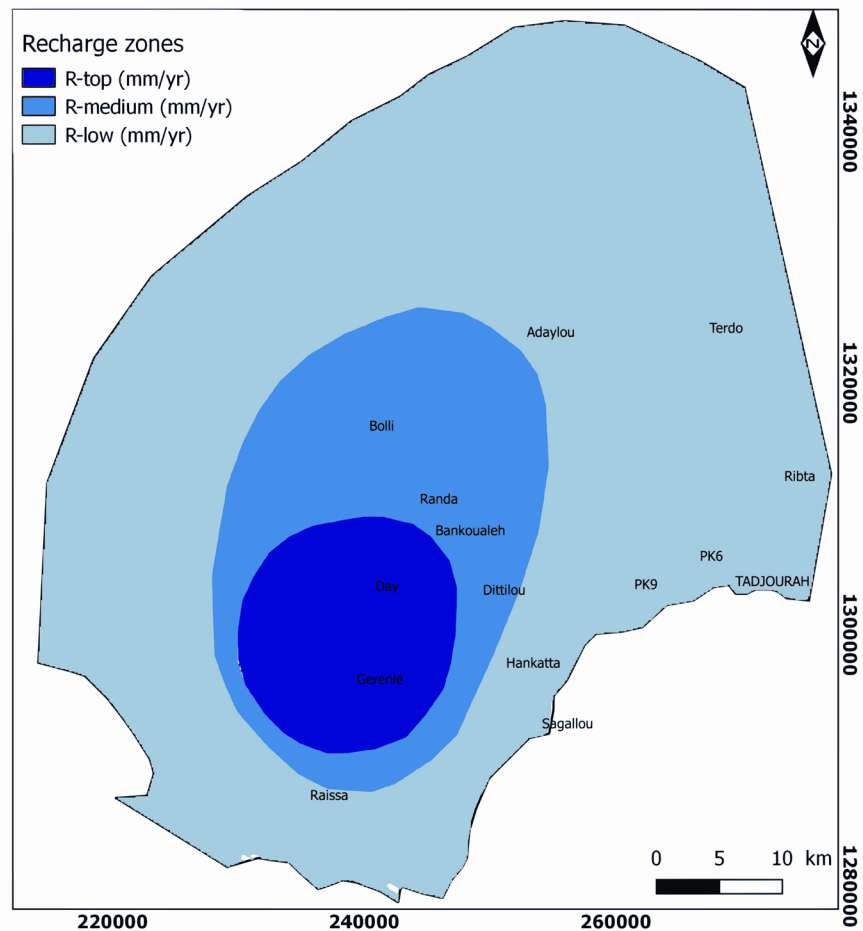 Recharge zones
R-top (mm/yr)
R-medium (mm/yr)
R-low (mm/yr)
N
1340000
Adaylou
Terdo
1320000
Bolli
Ribta
Randa
Bankoualeh
PK6
Day
Dittilou
PK9
TADJOURAH
1300000
Hankatta
Gerenlé
Sagallou
Raissa
0 5 10 km
1280000
220000 240000 260000